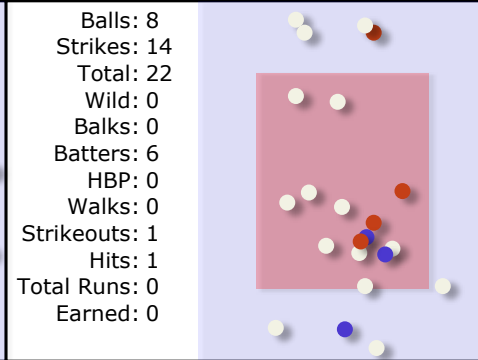 Balls: 8
Strikes: 14
Total: 22
Wild: 0
Balks: 0
Batters: 6
HBP: 0
Walks: 0
Strikeouts: 1
Hits: 1
Total Runs: 0
Earned: 0